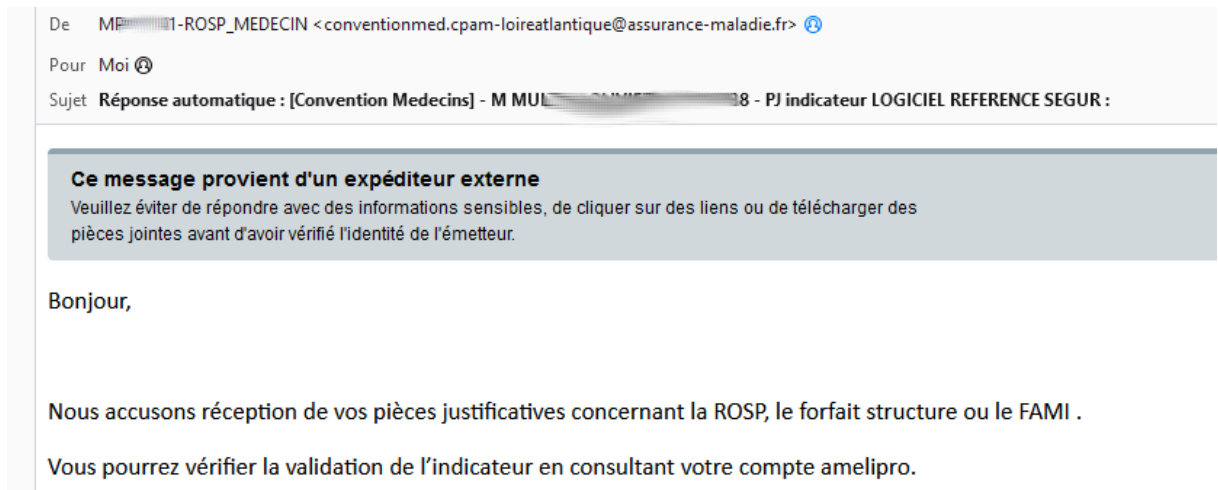 De 1-ROSP_MEDECIN <conventionmed.cpam-loireatlantique@assurance-maladie.fr>
Pour Moi
Sujet Réponse automatique : [Convention Medecins] - M - PJ indicateur LOGICIEL REFERENCE SEGUR :
Ce message provient d'un expéditeur externe
Veuillez éviter de répondre avec des informations sensibles, de cliquer sur des liens ou de télécharger des
pièces jointes avant d'avoir vérifié l'identité de l'émetteur.
Bonjour,
Nous accusons réception de vos pièces justificatives concernant la ROSP, le forfait structure ou le FAMI .
Vous pourrez vérifier la validation de l’indicateur en consultant votre compte amelipro.